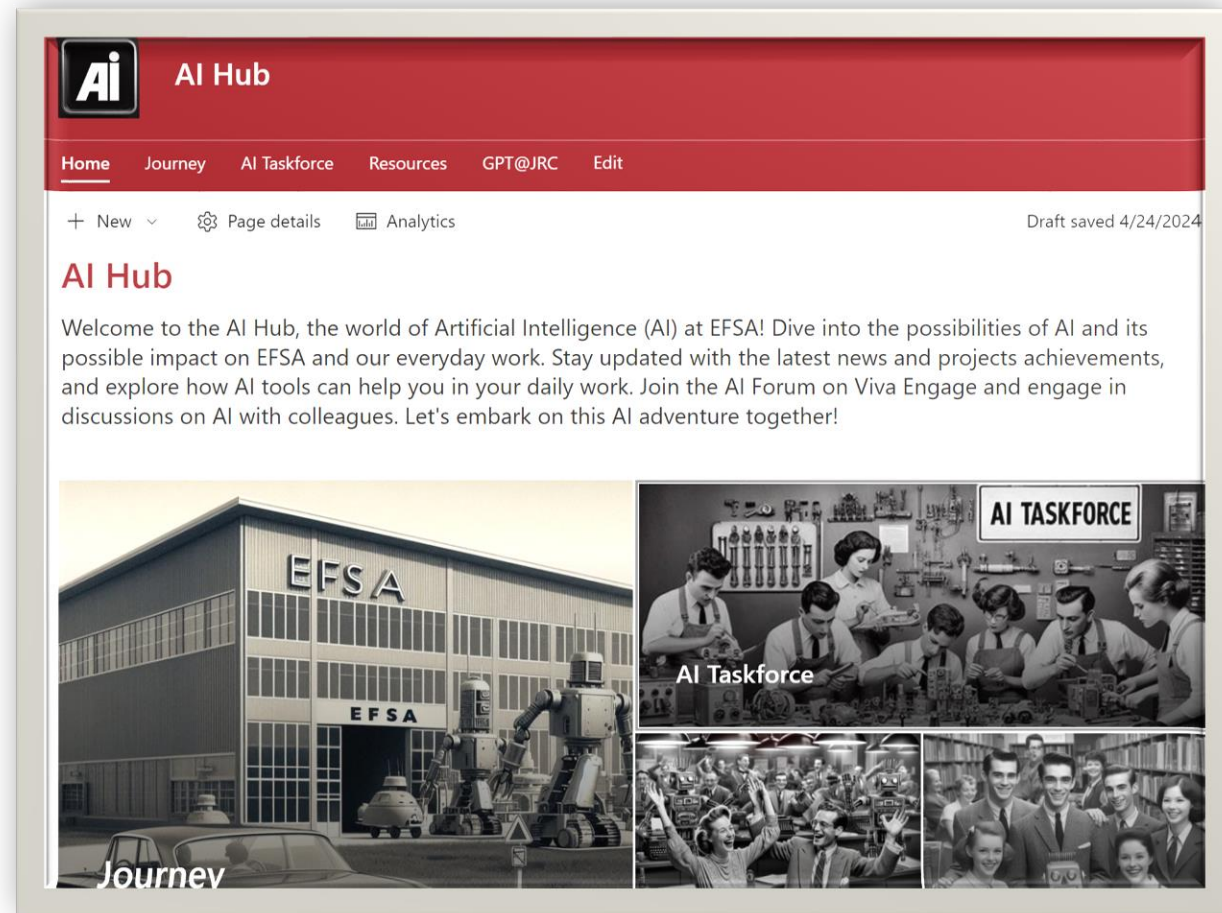 Ai
AI Hub
Home Journey AI Taskforce Resources GPT@JRC Edit
New Page details Analytics Draft saved 4/24/2024
AI Hub
Welcome to the AI Hub, the world of Artificial Intelligence (AI) at EFSA! Dive into the possibilities of AI and its
possible impact on EFSA and our everyday work. Stay updated with the latest news and projects achievements,
and explore how AI tools can help you in your daily work. Join the AI Forum on Viva Engage and engage in
discussions on AI with colleagues. Let's embark on this AI adventure together!
EFSA
EFSA
Journey
AI TASKFORCE
AI Taskforce